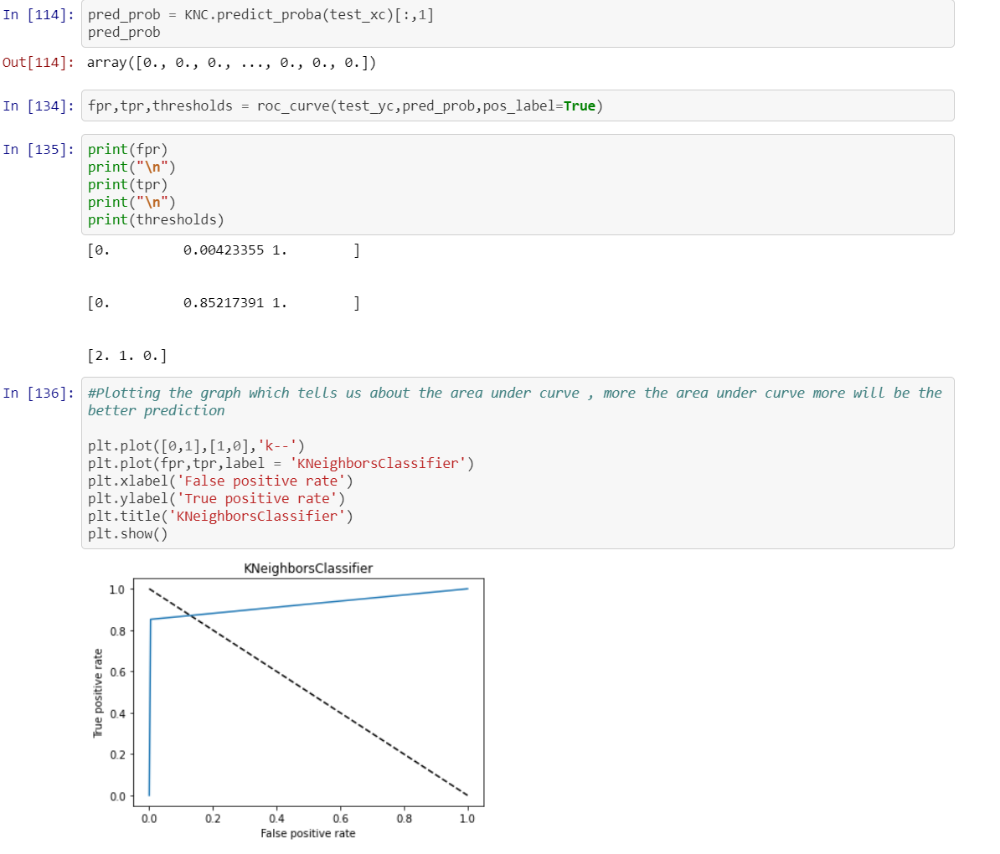 In [114]: pred_prob = KNC.predict_proba(test_xc)[:,1]
pred_prob
Out[114]: array([0., 0., 0., ..., 0., 0., 0.])
In [134]: fpr,tpr,thresholds = roc_curve(test_yc,pred_prob,pos_label=True)
In [135]: print(fpr)
print("\n")
print(tpr)
print("\n")
print(thresholds)
[0.         0.00423355 1.        ]
[0.         0.85217391 1.        ]
[2. 1. 0.]
In [136]: #Plotting the graph which tells us about the area under curve , more the area under curve more will be the
better prediction
plt.plot([0,1],[1,0],'k--')
plt.plot(fpr,tpr,label = 'KNeighborsClassifier')
plt.xlabel('False positive rate')
plt.ylabel('True positive rate')
plt.title('KNeighborsClassifier')
plt.show()
KNeighborsClassifier
1.0
0.8
0.6
0.4
0.2
0.0
True positive rate
0.0 0.2 0.4 0.6 0.8 1.0
False positive rate